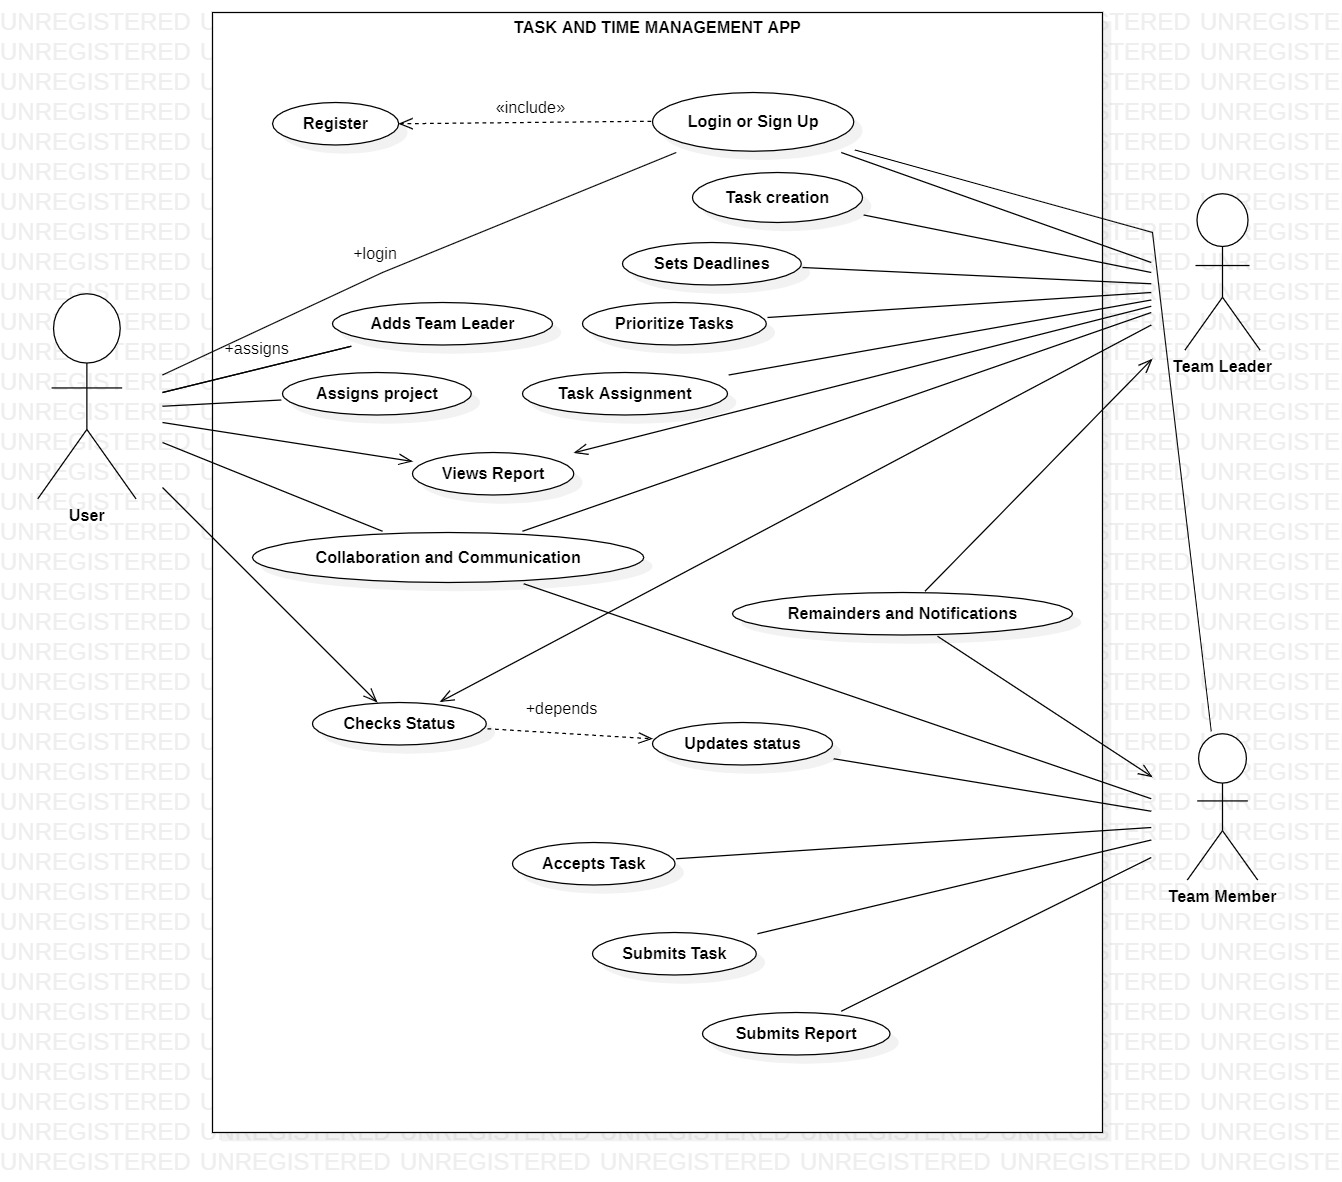 TASK AND TIME MANAGEMENT APP
«include»
Register
Login or Sign Up
Task creation
+login
Sets Deadlines
Adds Team Leader
Prioritize Tasks
+assigns
Team Leader
Assigns project
Task Assignment
Views Report
User
Collaboration and Communication
Remainders and Notifications
+depends
Checks Status
Updates status
Accepts Task
Team Member
Submits Task
Submits Report
UNREGISTERED UNREGISTERED UNREGISTERED UNREGISTERED UNREGISTERED UNREGISTERED UNREGISTE